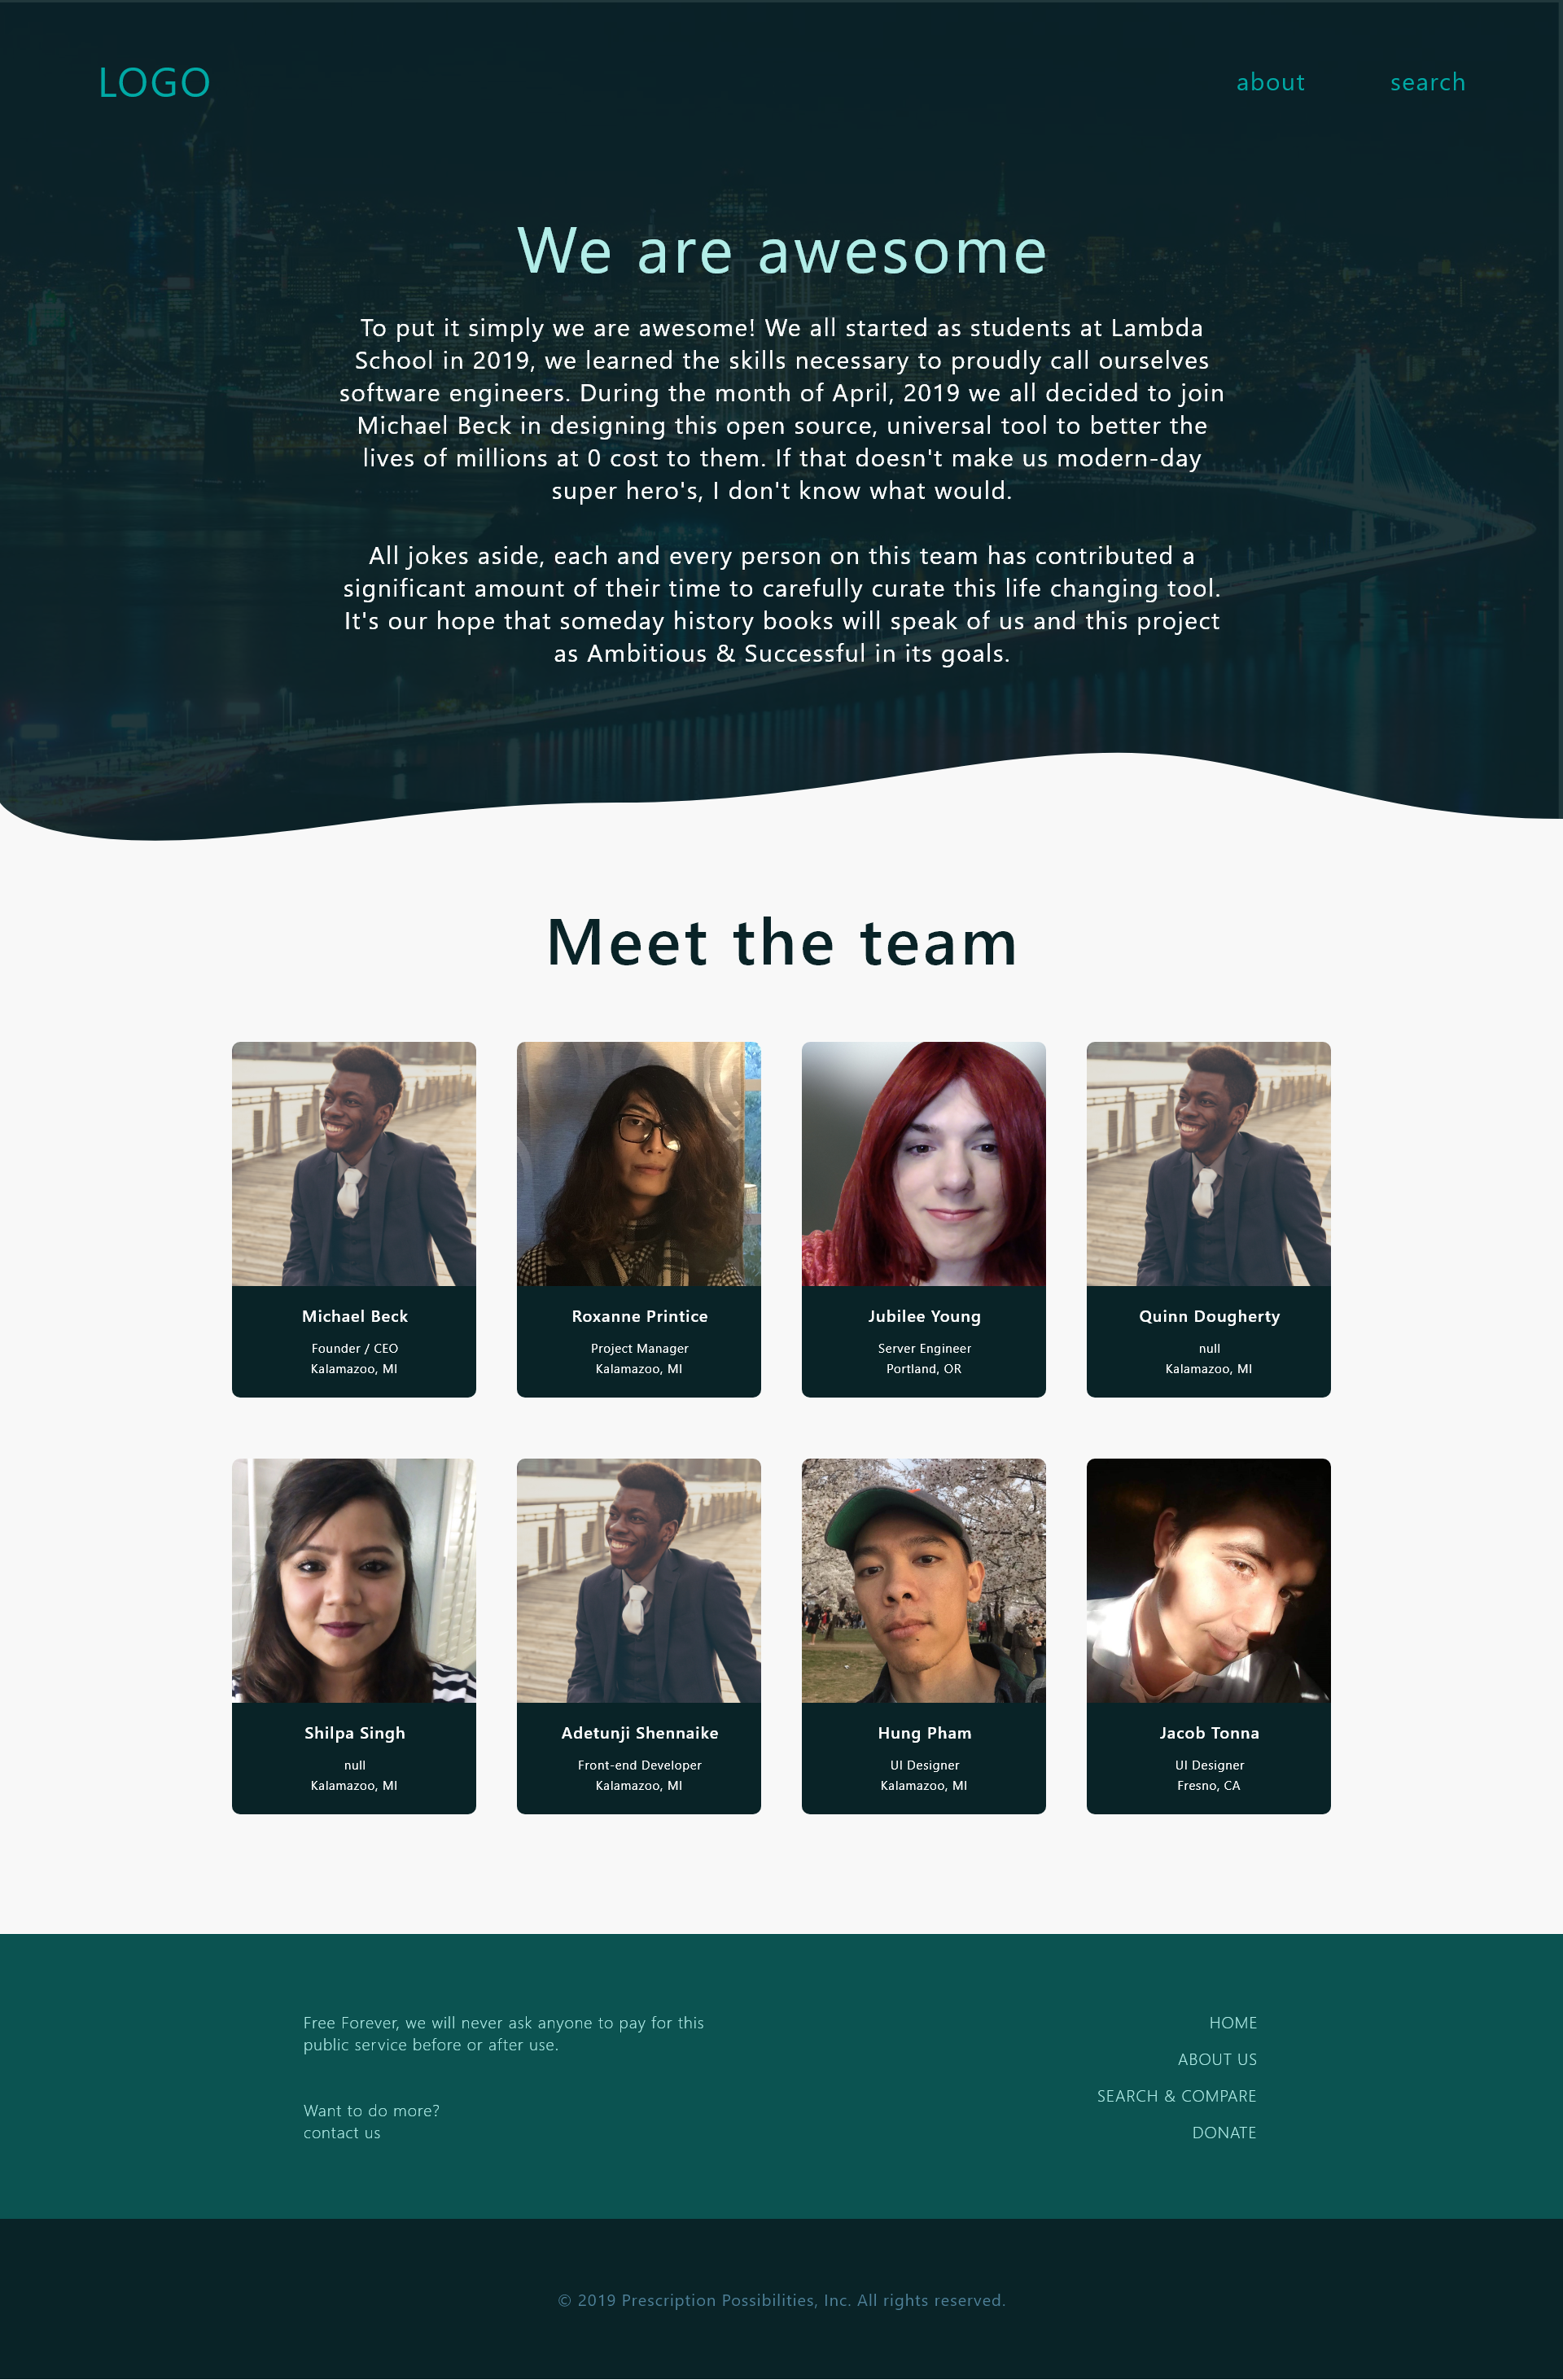 LOGO
about
search
We are awesome
To put it simply we are awesome! We all started as students at Lambda
School in 2019, we learned the skills necessary to proudly call ourselves
software engineers. During the month of April, 2019 we all decided to join
Michael Beck in designing this open source, universal tool to better the
lives of millions at 0 cost to them. If that doesn't make us modern-day
super hero's, I don't know what would.
All jokes aside, each and every person on this team has contributed a
significant amount of their time to carefully curate this life changing tool.
It's our hope that someday history books will speak of us and this project
as Ambitious & Successful in its goals.
Meet the team
Michael Beck
Founder / CEO
Kalamazoo, MI
Roxanne Printice
Project Manager
Kalamazoo, MI
Jubilee Young
Server Engineer
Portland, OR
Quinn Dougherty
null
Kalamazoo, MI
Shilpa Singh
null
Kalamazoo, MI
Adetunji Shennaike
Front-end Developer
Kalamazoo, MI
Hung Pham
UI Designer
Kalamazoo, MI
Jacob Tonna
UI Designer
Fresno, CA
Free Forever, we will never ask anyone to pay for this
public service before or after use.
Want to do more?
contact us
HOME
ABOUT US
SEARCH & COMPARE
DONATE
© 2019 Prescription Possibilities, Inc. All rights reserved.